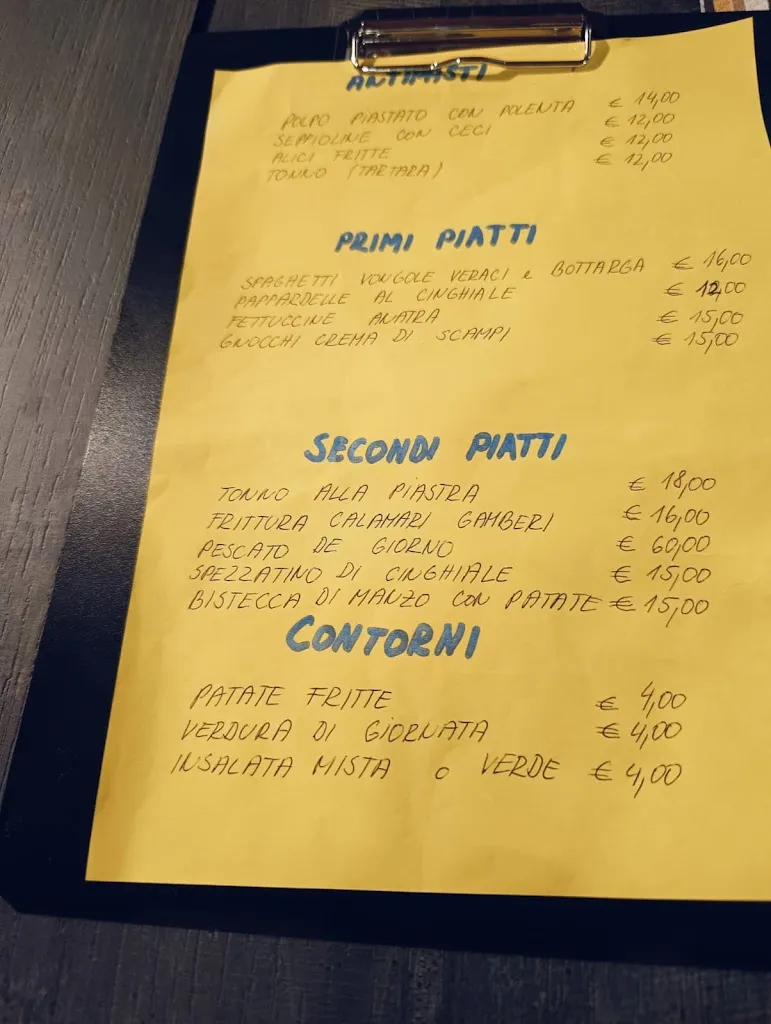 ANTIPASTI
POLPO PIASTATO CON POLENTA € 14,00
SEPPIOLINE CON CECI € 12,00
ALICI FRITTE € 12,00
TONNO (TARTARA) € 12,00
PRIMI PIATTI
SPAGHETTI VONGOLE VERACI e BOTTARGA € 16,00
PAPPARDELLE AL CINGHIALE € 12,00
FETTUCCINE ANATRA € 15,00
GNOCCHI CREMA DI SCAMPI € 15,00
SECONDI PIATTI
TONNO ALLA PIASTRA € 18,00
FRITTURA CALAMARI GAMBERI € 16,00
PESCATO DE GIORNO € 60,00
SPEZZATINO DI CINGHIALE € 15,00
BISTECCA DI MANZO CON PATATE € 15,00
CONTORNI
PATATE FRITTE € 4,00
VERDURA DI GIORNATA € 4,00
INSALATA MISTA o VERDE € 4,00